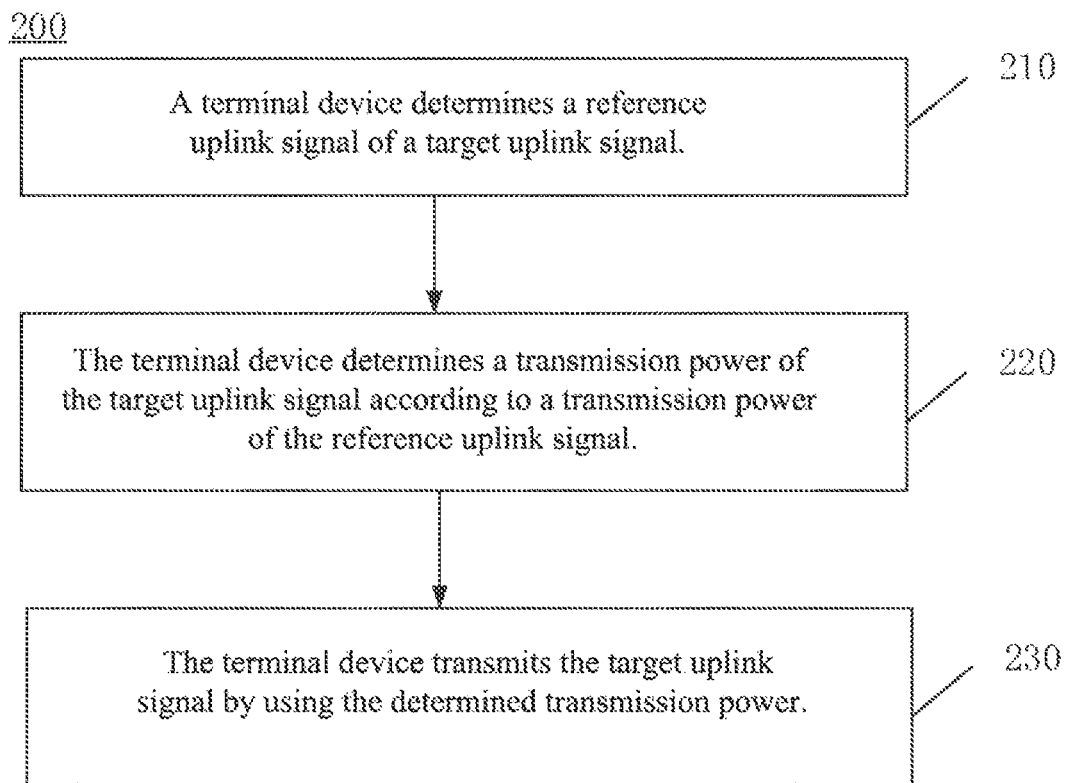 200
210
A terminal device determines a reference
uplink signal of a target uplink signal.
220
The terminal device determines a transmission power of
the target uplink signal according to a transmission power
of the reference uplink signal.
230
The terminal device transmits the target uplink
signal by using the determined transmission power.